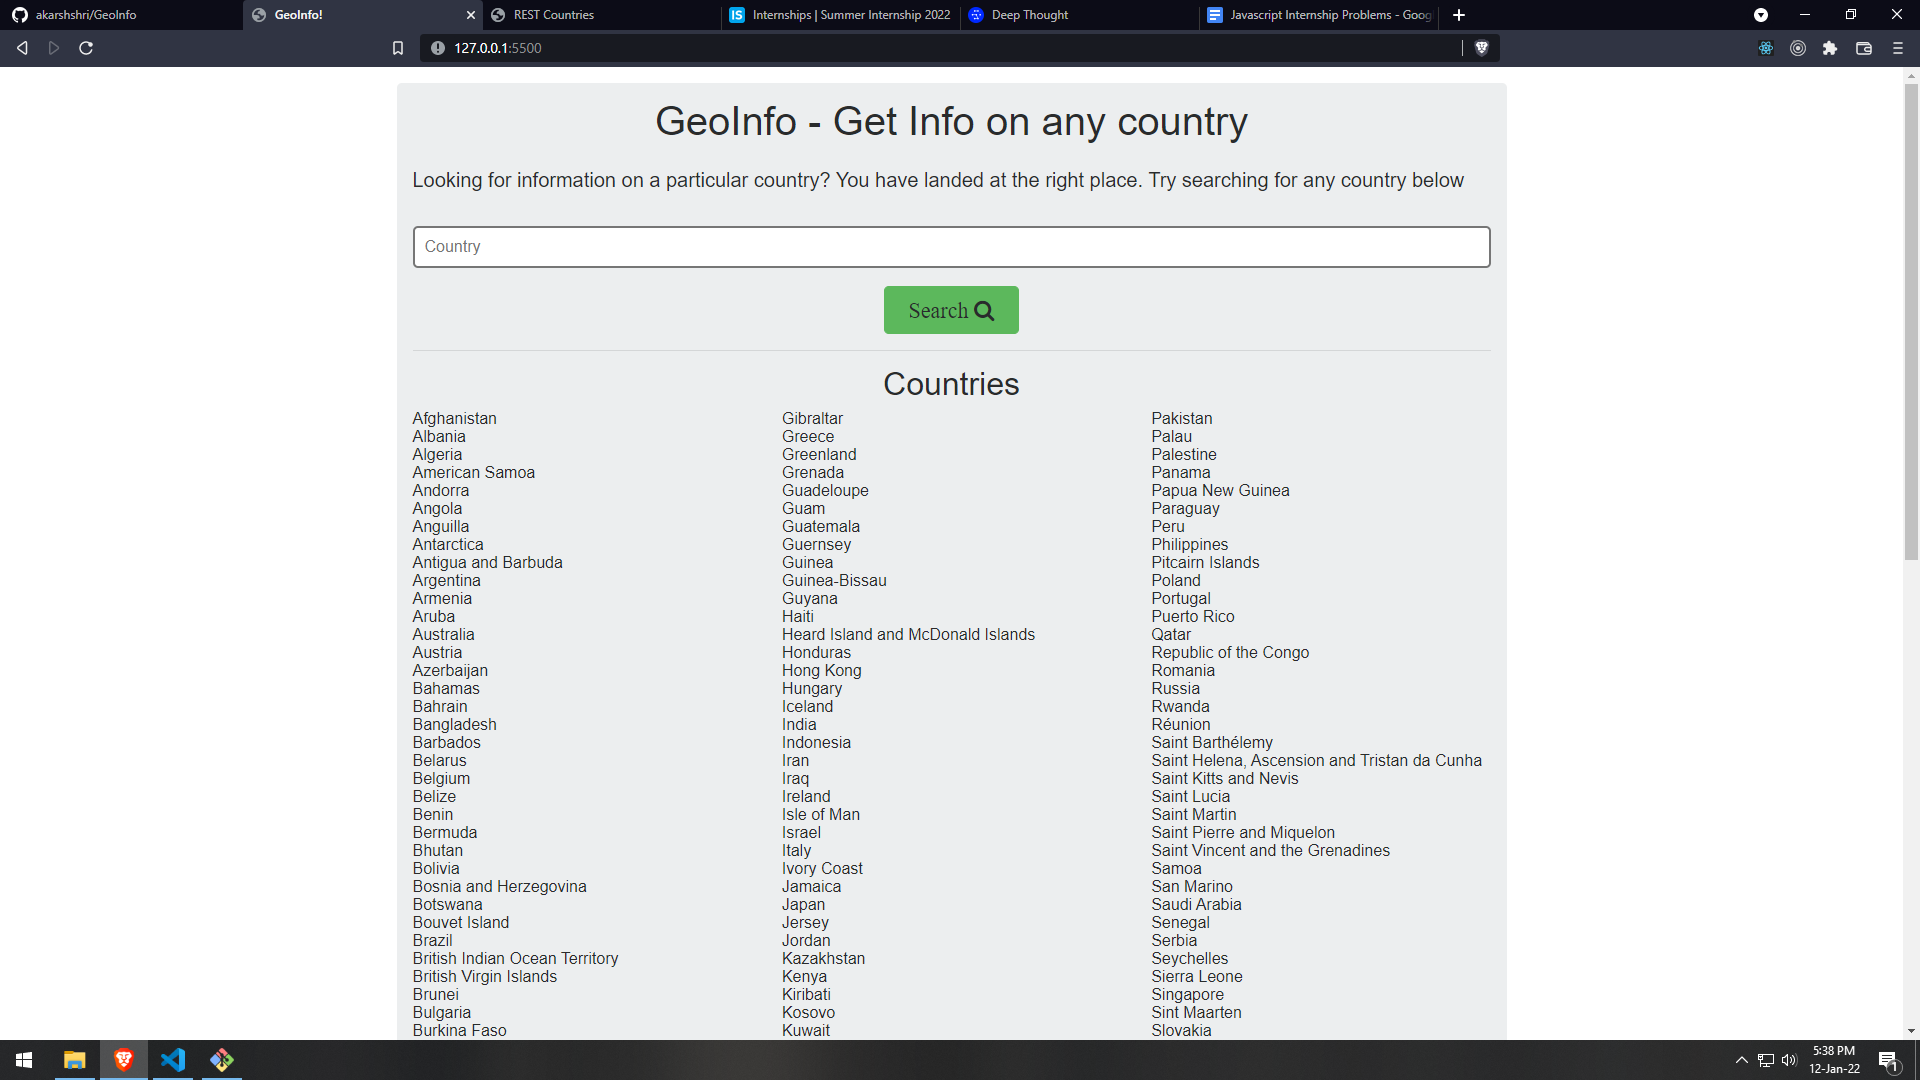 akarshshri/GeoInfo
GeoInfo!
REST Countries
Internships | Summer Internship 2022
Deep Thought
Javascript Internship Problems - Goog
127.0.0.1:5500
GeoInfo - Get Info on any country
Looking for information on a particular country? You have landed at the right place. Try searching for any country below
Country
Search
Countries
Afghanistan
Albania
Algeria
American Samoa
Andorra
Angola
Anguilla
Antarctica
Antigua and Barbuda
Argentina
Armenia
Aruba
Australia
Austria
Azerbaijan
Bahamas
Bahrain
Bangladesh
Barbados
Belarus
Belgium
Belize
Benin
Bermuda
Bhutan
Bolivia
Bosnia and Herzegovina
Botswana
Bouvet Island
Brazil
British Indian Ocean Territory
British Virgin Islands
Brunei
Bulgaria
Burkina Faso
Gibraltar
Greece
Greenland
Grenada
Guadeloupe
Guam
Guatemala
Guernsey
Guinea
Guinea-Bissau
Guyana
Haiti
Heard Island and McDonald Islands
Honduras
Hong Kong
Hungary
Iceland
India
Indonesia
Iran
Iraq
Ireland
Isle of Man
Israel
Italy
Ivory Coast
Jamaica
Japan
Jersey
Jordan
Kazakhstan
Kenya
Kiribati
Kosovo
Kuwait
Pakistan
Palau
Palestine
Panama
Papua New Guinea
Paraguay
Peru
Philippines
Pitcairn Islands
Poland
Portugal
Puerto Rico
Qatar
Republic of the Congo
Romania
Russia
Rwanda
Réunion
Saint Barthélemy
Saint Helena, Ascension and Tristan da Cunha
Saint Kitts and Nevis
Saint Lucia
Saint Martin
Saint Pierre and Miquelon
Saint Vincent and the Grenadines
Samoa
San Marino
Saudi Arabia
Senegal
Serbia
Seychelles
Sierra Leone
Singapore
Sint Maarten
Slovakia
5:38 PM
12-Jan-22
1